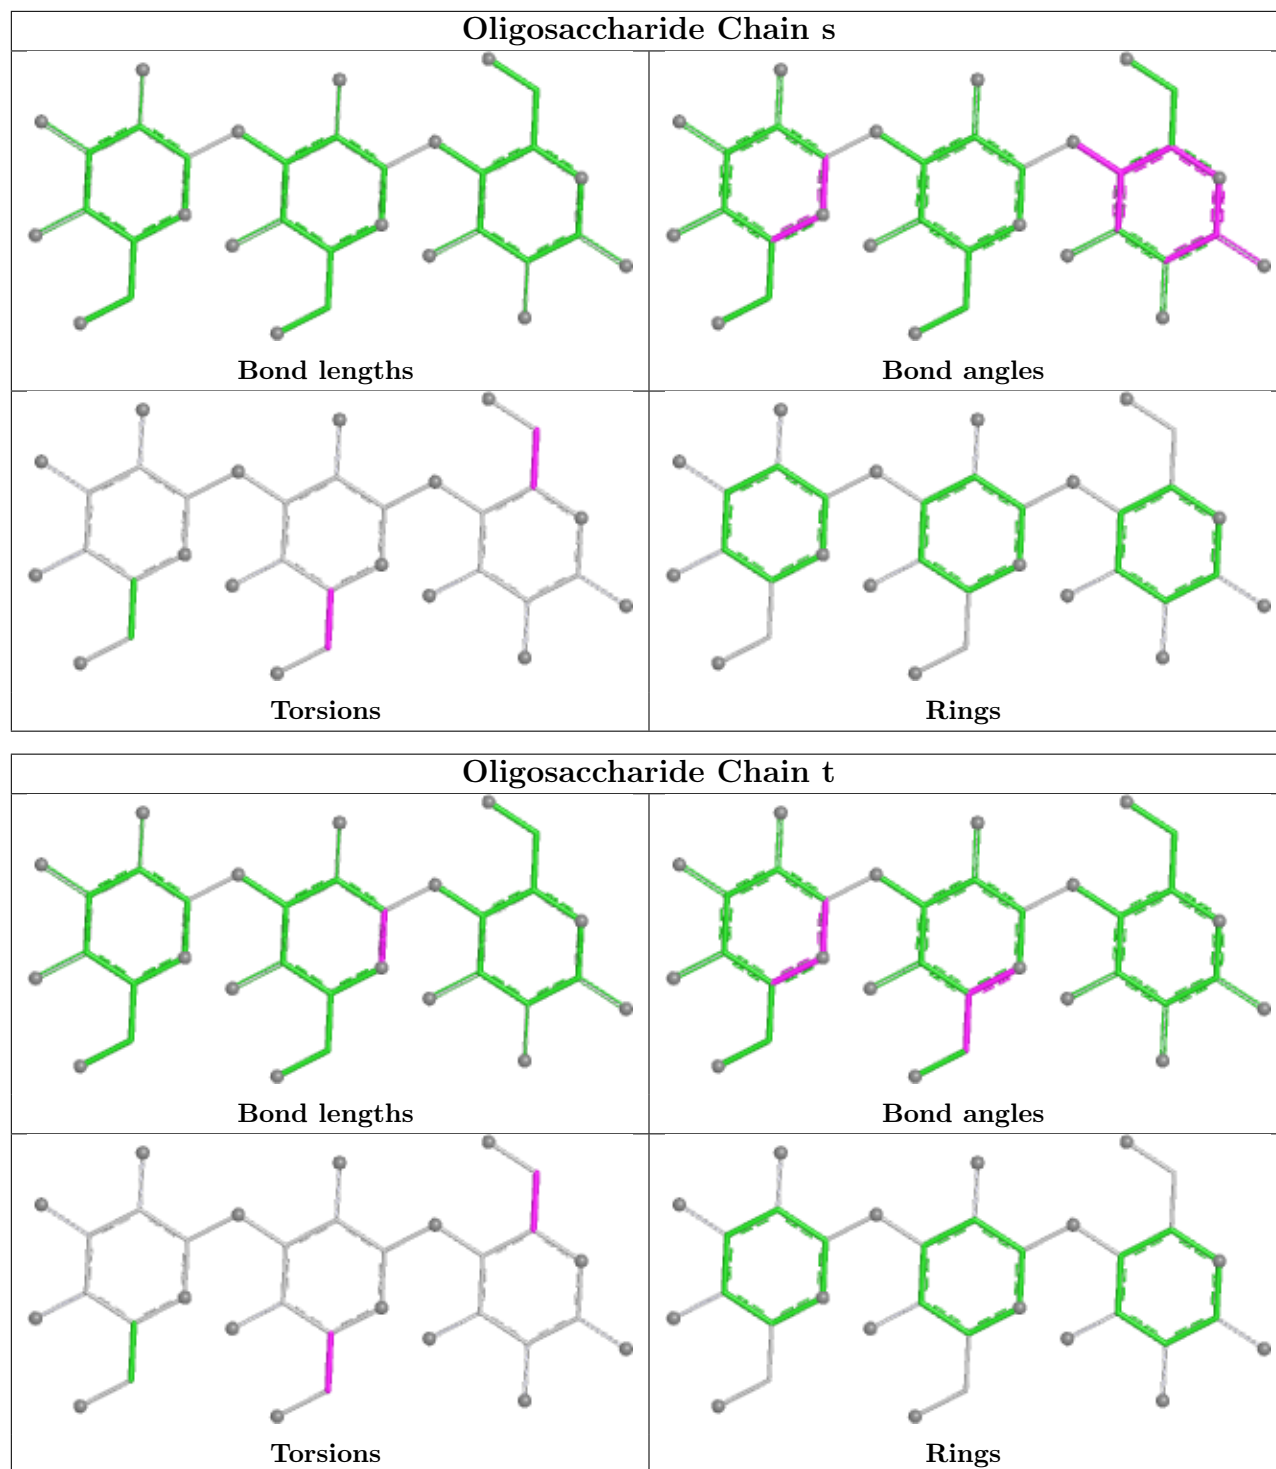 Oligosaccharide Chain s
Bond lengths
Bond angles
Torsions
Rings
Oligosaccharide Chain t
Bond lengths
Bond angles
Torsions
Rings